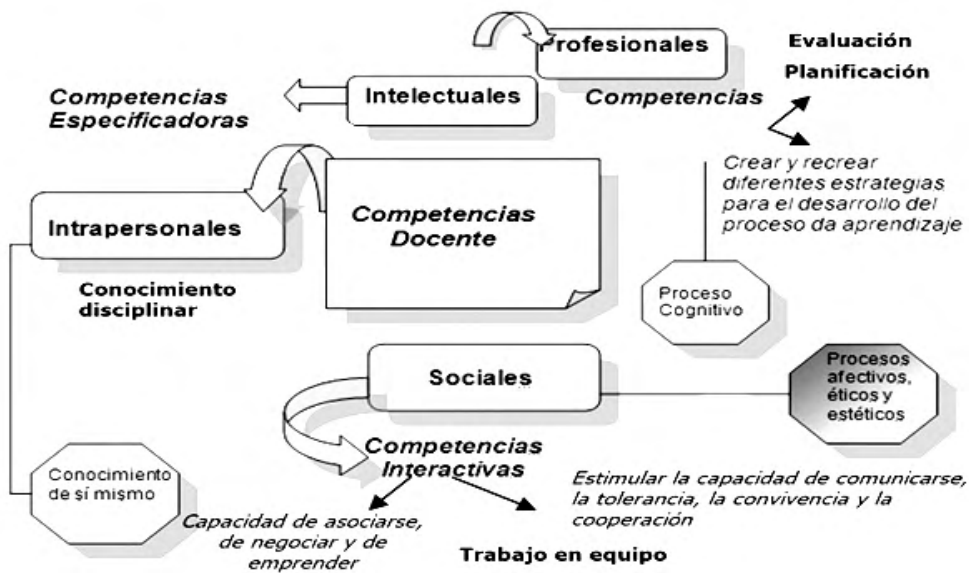 Profesionales
Evaluación
Planificación
Intelectuales
Competencias
Competencias
Especificadoras
Crear y recrear
diferentes estrategias
para el desarrollo del
proceso da aprendizaje
Competencias
Docente
Intrapersonales
Conocimiento
disciplinar
Proceso
Cognitivo
Sociales
Procesos
afectivos,
éticos y
estéticos
Competencias
Interactivas
Conocimiento
de sí mismo
Estimular la capacidad de comunicarse,
la tolerancia, la convivencia y la
cooperación
Capacidad de asociarse,
de negociar y de
emprender
Trabajo en equipo